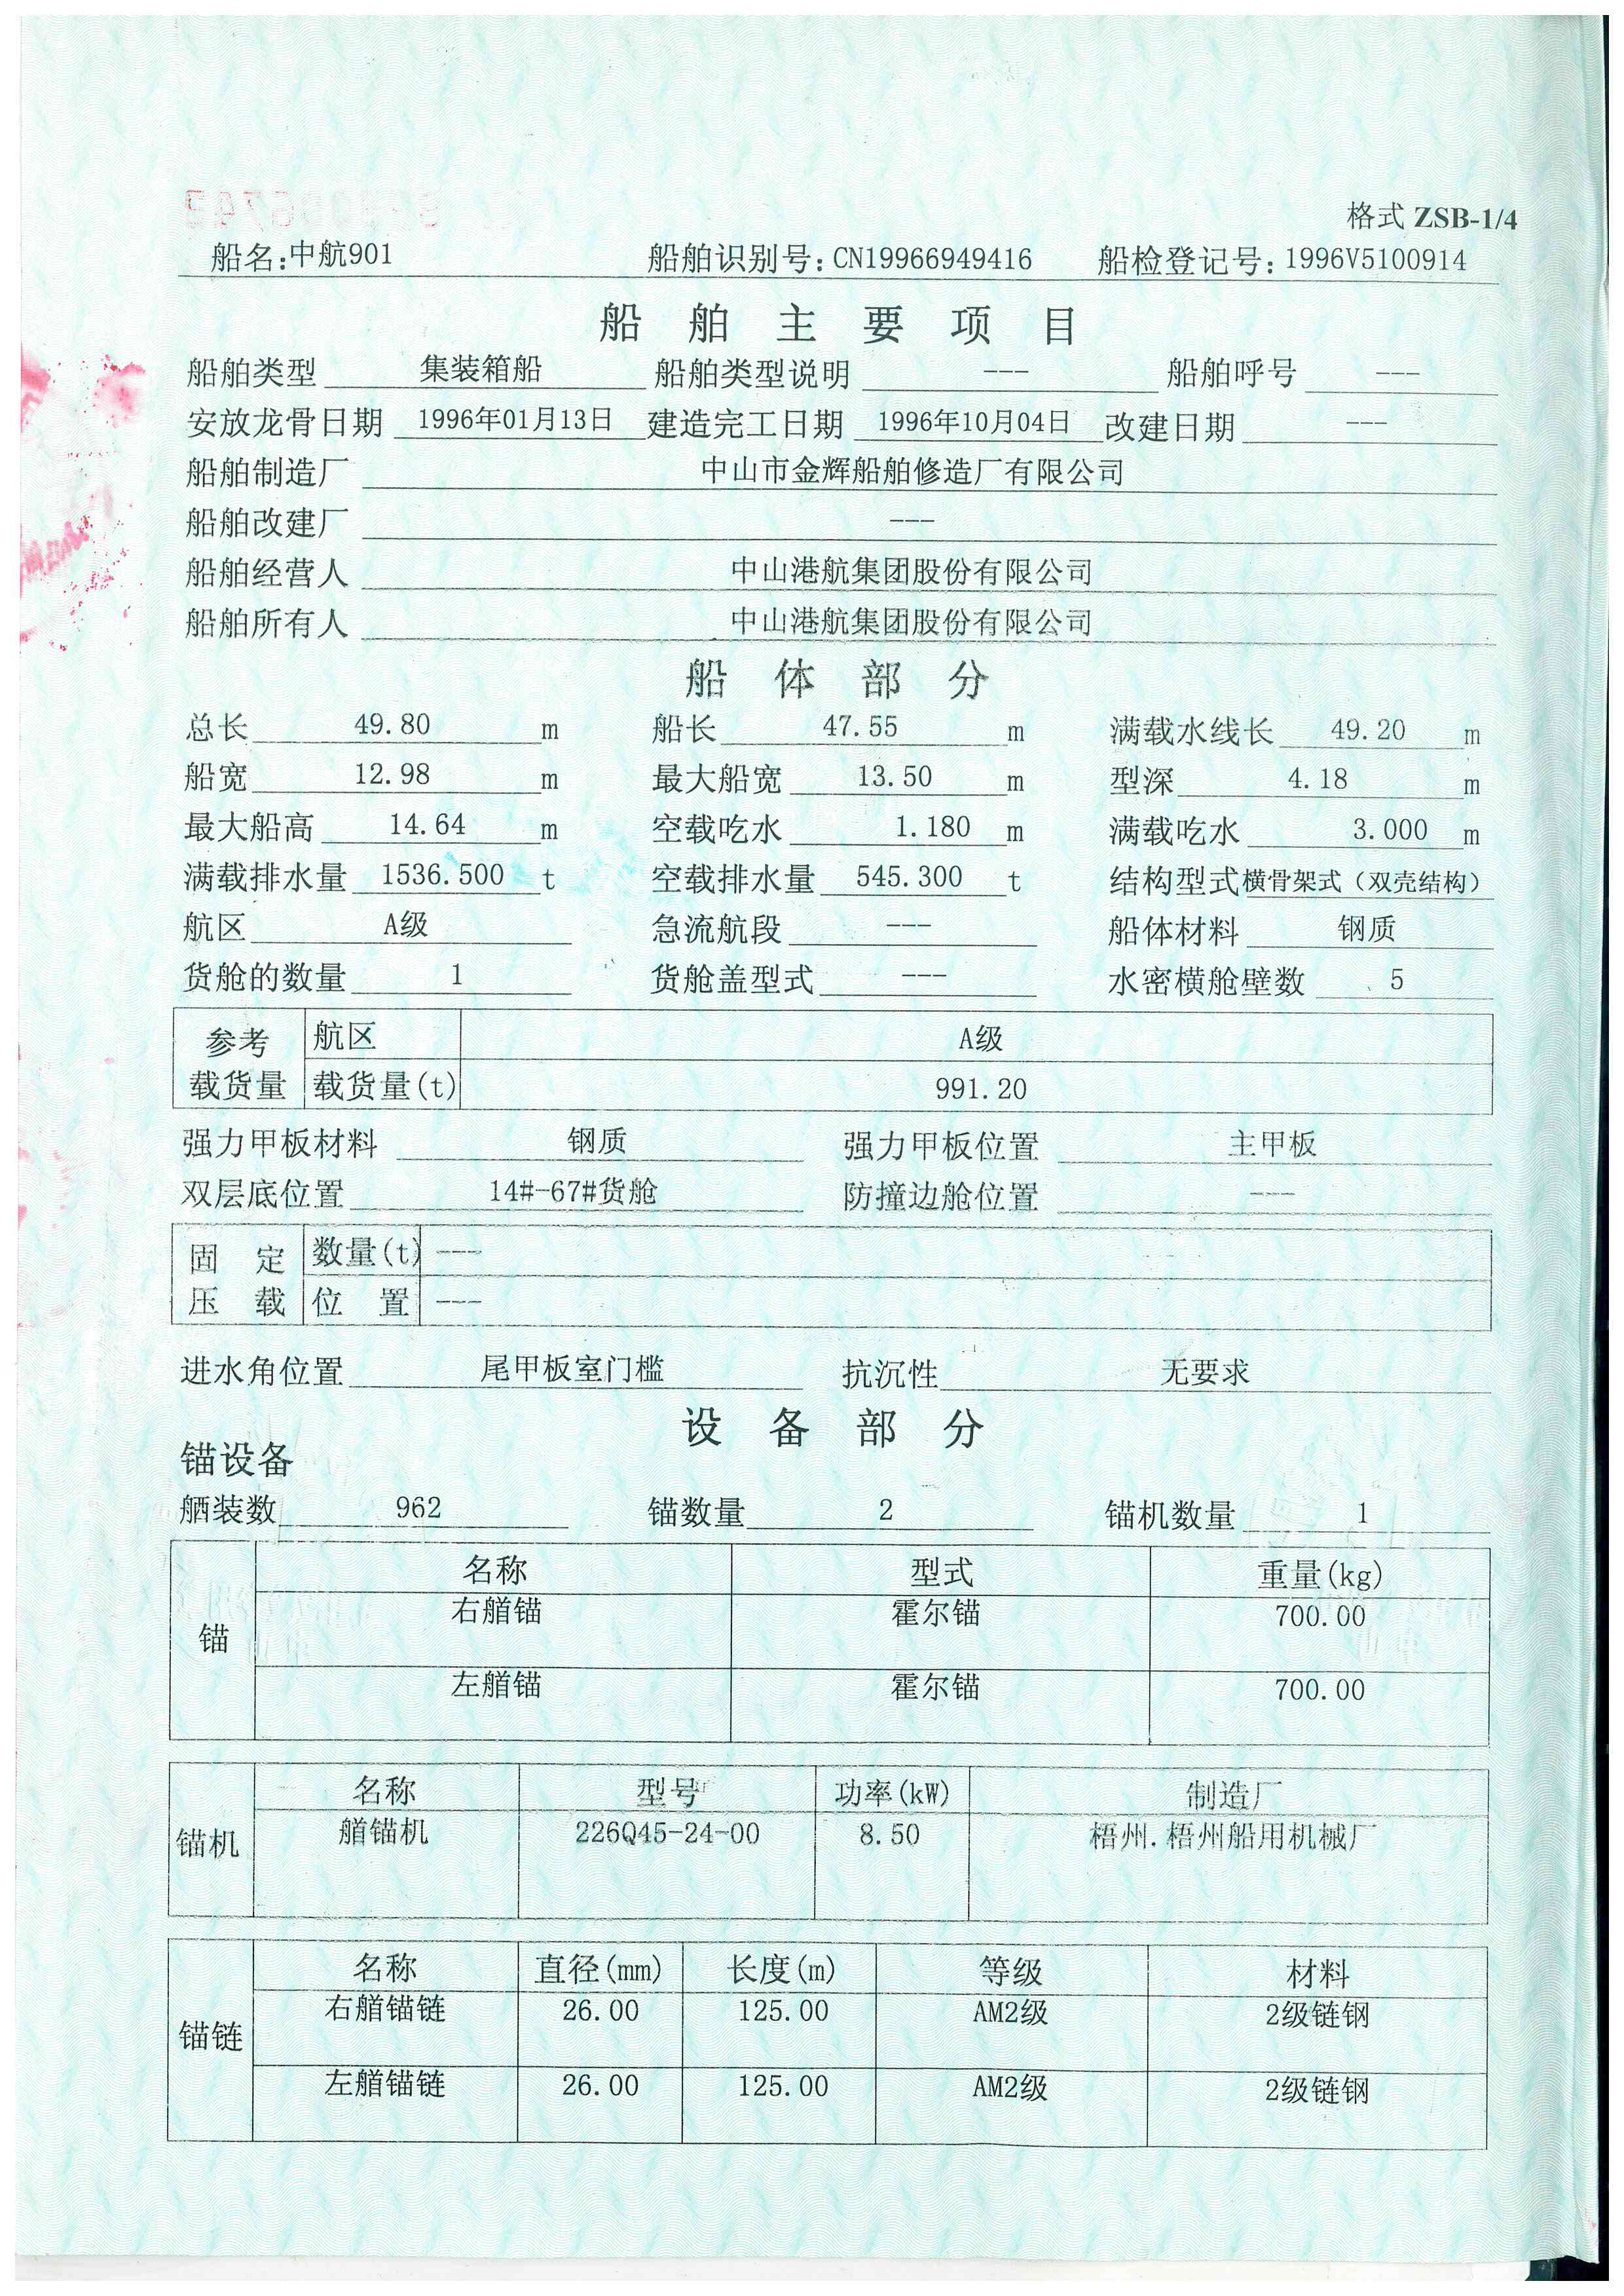 格式 ZSB-1/4
船名:中航901 船舶识别号:CN19966949416 船检登记号:1996V5100914
船舶主要项目
船舶类型 集装箱船 船舶类型说明 --- 船舶呼号 ---
安放龙骨日期 1996年01月13日 建造完工日期 1996年10月04日 改建日期 ---
船舶制造厂 中山市金辉船舶修造厂有限公司
船舶改建厂 ---
船舶经营人 中山港航集团股份有限公司
船舶所有人 中山港航集团股份有限公司
船体部分
总长 49.80 m 船长 47.55 m 满载水线长 49.20 m
船宽 12.98 m 最大船宽 13.50 m 型深 4.18 m
最大船高 14.64 m 空载吃水 1.180 m 满载吃水 3.000 m
满载排水量 1536.500 t 空载排水量 545.300 t 结构型式 横骨架式（双壳结构）
航区 A级 急流航段 --- 船体材料 钢质
货舱的数量 1 货舱盖型式 --- 水密横舱壁数 5
参考 航区 A级
载货量 载货量(t) 991.20
强力甲板材料 钢质 强力甲板位置 主甲板
双层底位置 14#-67#货舱 防撞边舱位置 ---
固定 数量(t) ---
压载 位置 ---
进水角位置 尾甲板室门槛 抗沉性 无要求
设备部分
锚设备
舾装数 962 锚数量 2 锚机数量 1
名称 型式 重量(kg)
右艏锚 霍尔锚 700.00
锚
左艏锚 霍尔锚 700.00
名称 型号 功率(kW) 制造厂
锚机 艏锚机 226Q45-24-00 8.50 梧州.梧州船用机械厂
名称 直径(mm) 长度(m) 等级 材料
右艏锚链 26.00 125.00 AM2级 2级链钢
锚链
左艏锚链 26.00 125.00 AM2级 2级链钢